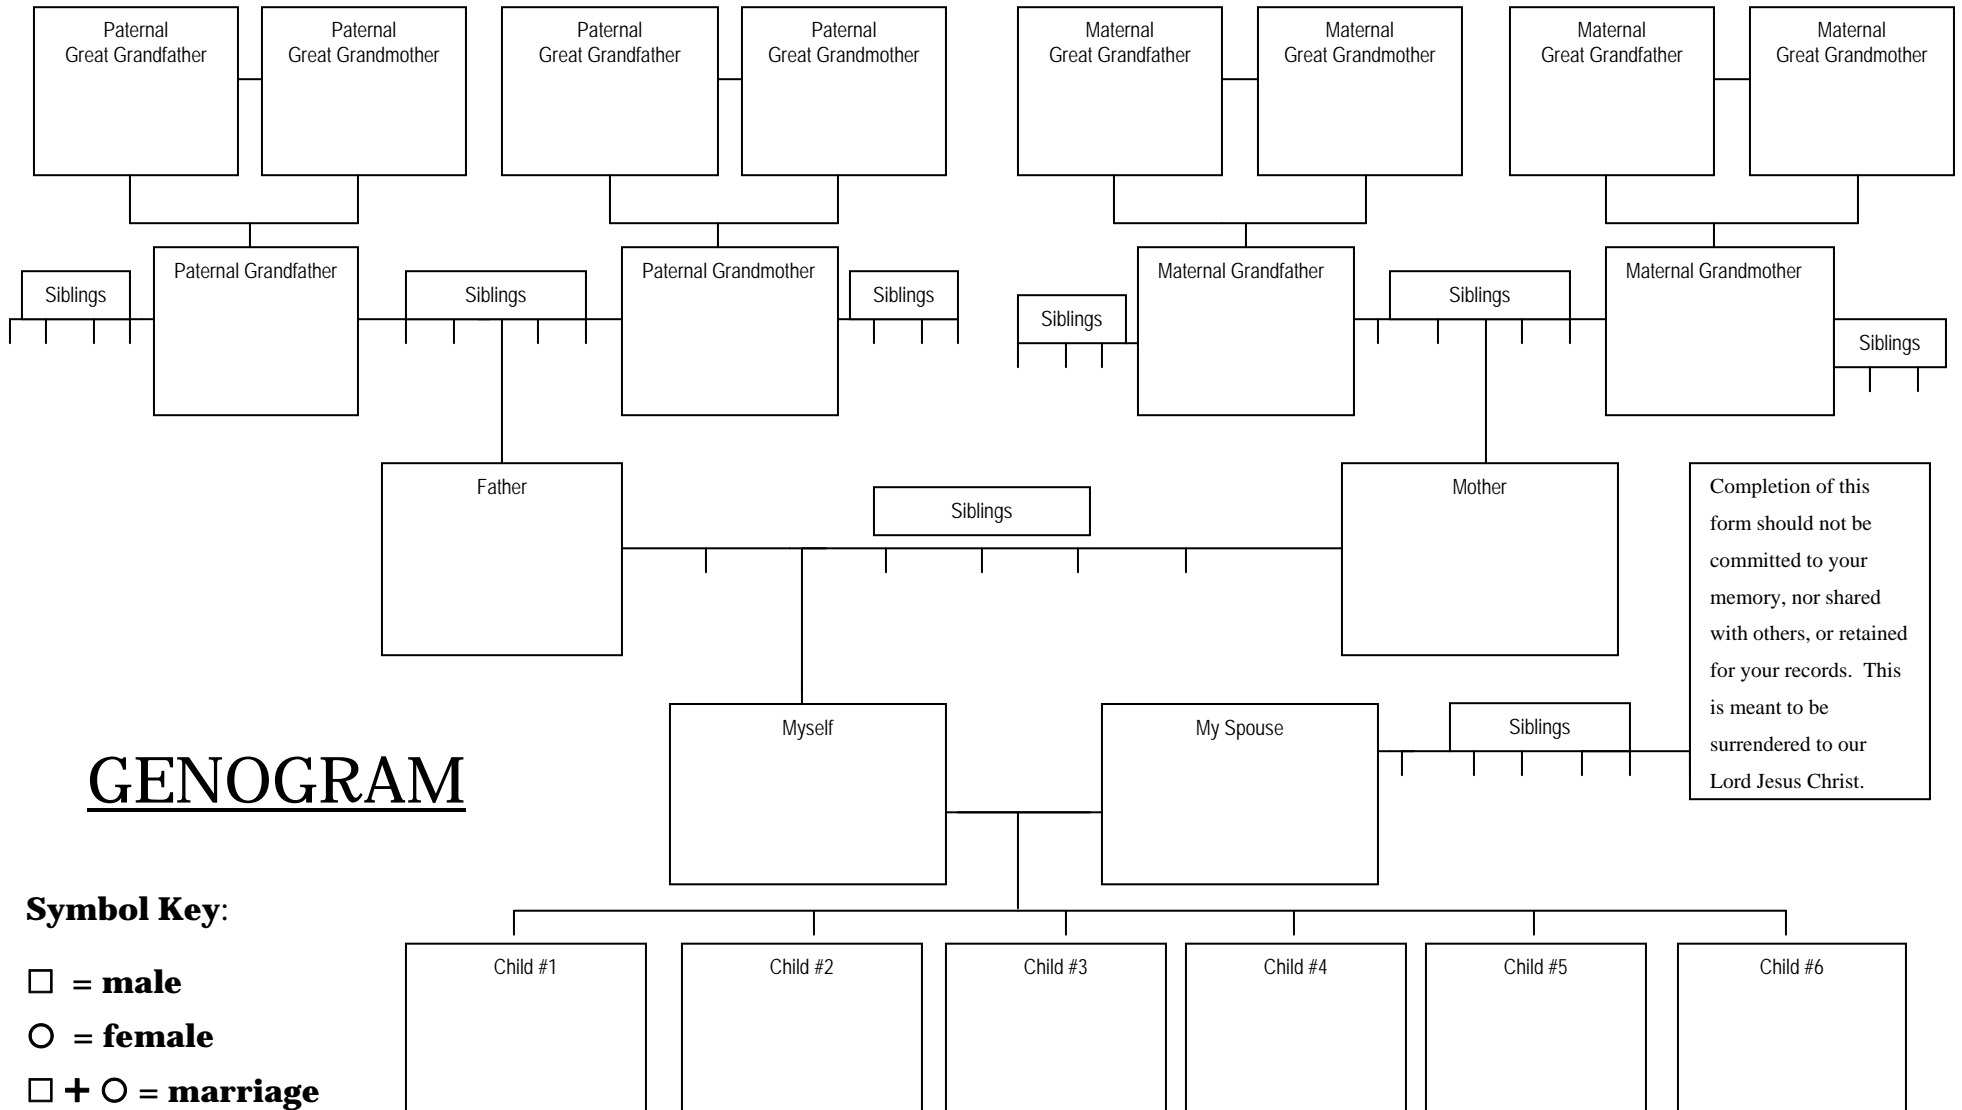 Paternal
Great Grandfather
Paternal
Great Grandmother
Paternal
Great Grandfather
Paternal
Great Grandmother
Maternal
Great Grandfather
Maternal
Great Grandmother
Maternal
Great Grandfather
Maternal
Great Grandmother
Siblings
Paternal Grandfather
Siblings
Paternal Grandmother
Siblings
Siblings
Maternal Grandfather
Siblings
Maternal Grandmother
Siblings
Father
Siblings
Mother
Completion of this
form should not be
committed to your
memory, nor shared
with others, or retained
for your records.  This
is meant to be
surrendered to our
Lord Jesus Christ.
Myself
My Spouse
Siblings
GENOGRAM
Symbol Key:
□ = male
○ = female
□ + ○ = marriage
Child #1
Child #2
Child #3
Child #4
Child #5
Child #6